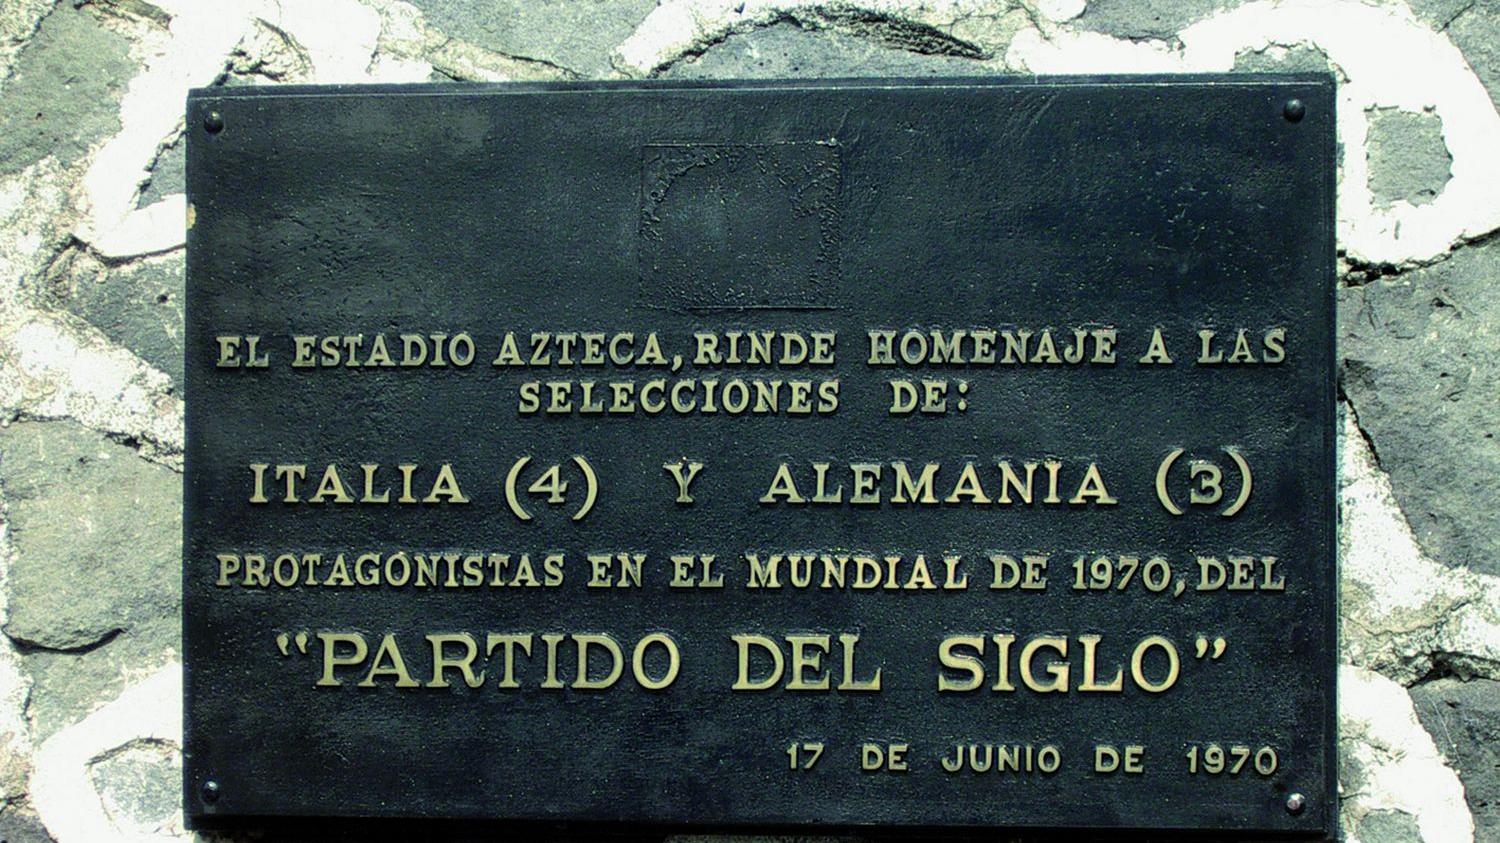 EL ESTADIO AZTECA, RINDE HOMENAJE A LAS
SELECCIONES DE:
ITALIA (4) Y ALEMANIA (3)
PROTAGONISTAS EN EL MUNDIAL DE 1970, DEL
"PARTIDO DEL SIGLO"
17 DE JUNIO DE 1970